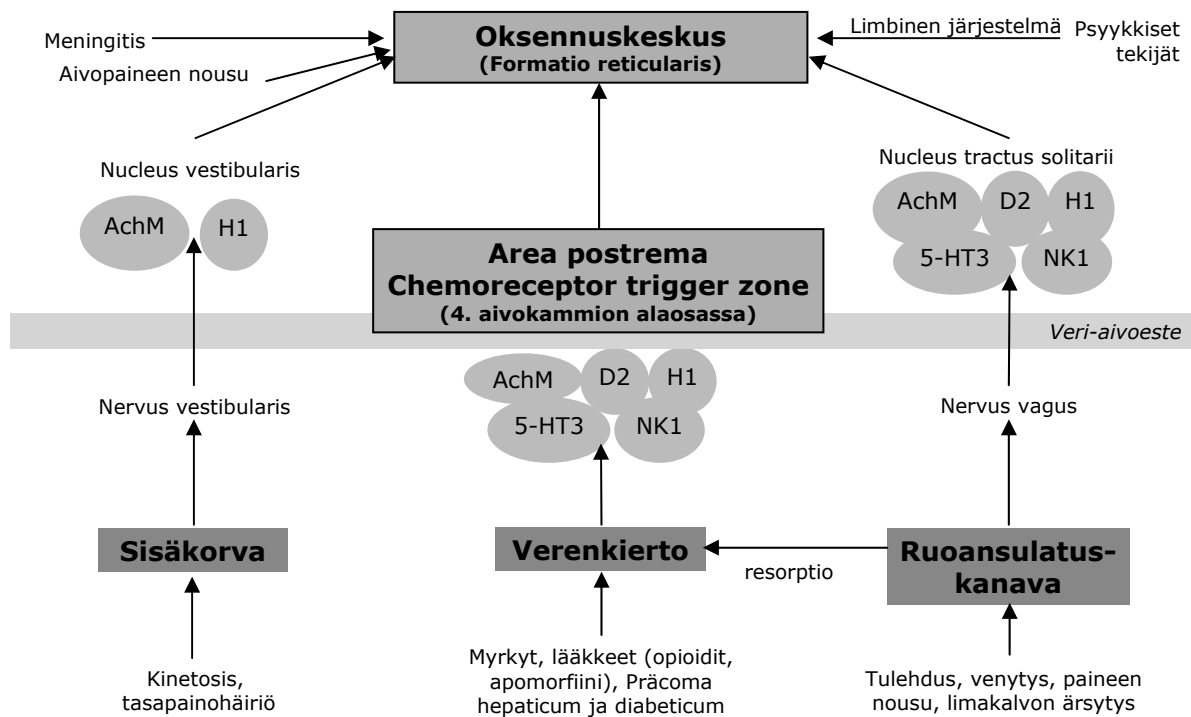 Meningitis
Aivopaineen nousu
Oksennuskeskus
(Formatio reticularis)
Limbinen järjestelmä
Psyykkiset
tekijät
Nucleus vestibularis
AchM
H1
Nucleus tractus solitarii
AchM
D2
H1
5-HT3
NK1
Area postrema
Chemoreceptor trigger zone
(4. aivokammion alaosassa)
Veri-aivoeste
AchM
D2
H1
5-HT3
NK1
Nervus vestibularis
Nervus vagus
Sisäkorva
Verenkierto
resorptio
Ruoansulatus-
kanava
Kinetosis,
tasapainohäiriö
Myrkyt, lääkkeet (opioidit,
apomorfiini), Präcoma
hepaticum ja diabeticum
Tulehdus, venytys, paineen
nousu, limakalvon ärsytys